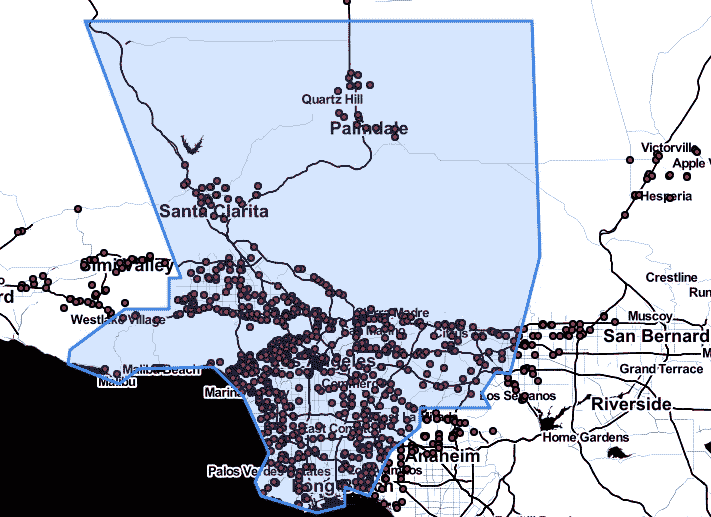 Quartz Hill
Palmdale
Victorville
Apple V
Hesperia
Santa Clarita
Simi Valley
Crestline
rd
Run
Westlake Village
Sierra Madre
Muscoy
San Bernard
Citrus
Malibu Beach
Malibu
Grand Terrace
Marina
Commerce
Los Serranos
Riverside
East Compton
Home Gardens
Anaheim
Palos Verdes Estates
Long Beach